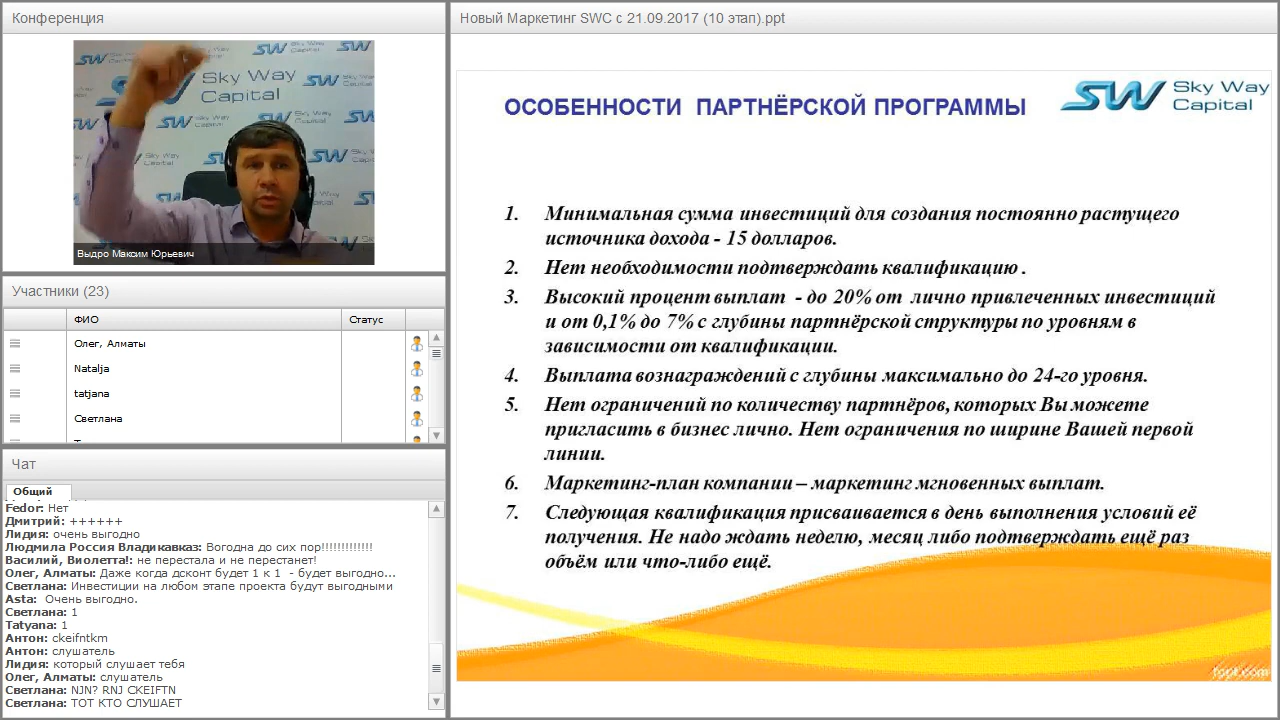 Конференция
Sky Way
Capital
Выдро Максим Юрьевич
Участники (23)
ФИО
Статус
Олег, Алматы
Natalja
tatjana
Светлана
Чат
Общий
Fedor: Нет
Дмитрий: ++++++
Лидия: очень выгодно
Людмила Россия Владикавказ: Вогодна до сих пор!!!!!!!!!!!!!
Василий, Виолетта!: не перестала и не перестанет!
Олег, Алматы: Даже когда дсконт будет 1 к 1 - будет выгодно...
Светлана: Инвестиции на любом этапе проекта будут выгодными
Asta: Очень выгодно.
Светлана: 1
Tatyana: 1
Антон: ckeifntkm
Антон: слушатель
Лидия: который слушает тебя
Олег, Алматы: слушатель
Светлана: NJN? RNJ CKEIFTN
Светлана: ТОТ КТО СЛУШАЕТ
Новый Маркетинг SWC с 21.09.2017 (10 этап).ppt
ОСОБЕННОСТИ ПАРТНЁРСКОЙ ПРОГРАММЫ
SW Sky Way
Capital
1. Минимальная сумма инвестиций для создания постоянно растущего
источника дохода - 15 долларов.
2. Нет необходимости подтверждать квалификацию .
3. Высокий процент выплат - до 20% от лично привлеченных инвестиций
и от 0,1% до 7% с глубины партнёрской структуры по уровням в
зависимости от квалификации.
4. Выплата вознаграждений с глубины максимально до 24-го уровня.
5. Нет ограничений по количеству партнёров, которых Вы можете
пригласить в бизнес лично. Нет ограничения по ширине Вашей первой
линии.
6. Маркетинг-план компании – маркетинг мгновенных выплат.
7. Следующая квалификация присваивается в день выполнения условий её
получения. Не надо ждать неделю, месяц либо подтверждать ещё раз
объём или что-либо ещё.
fppt.com